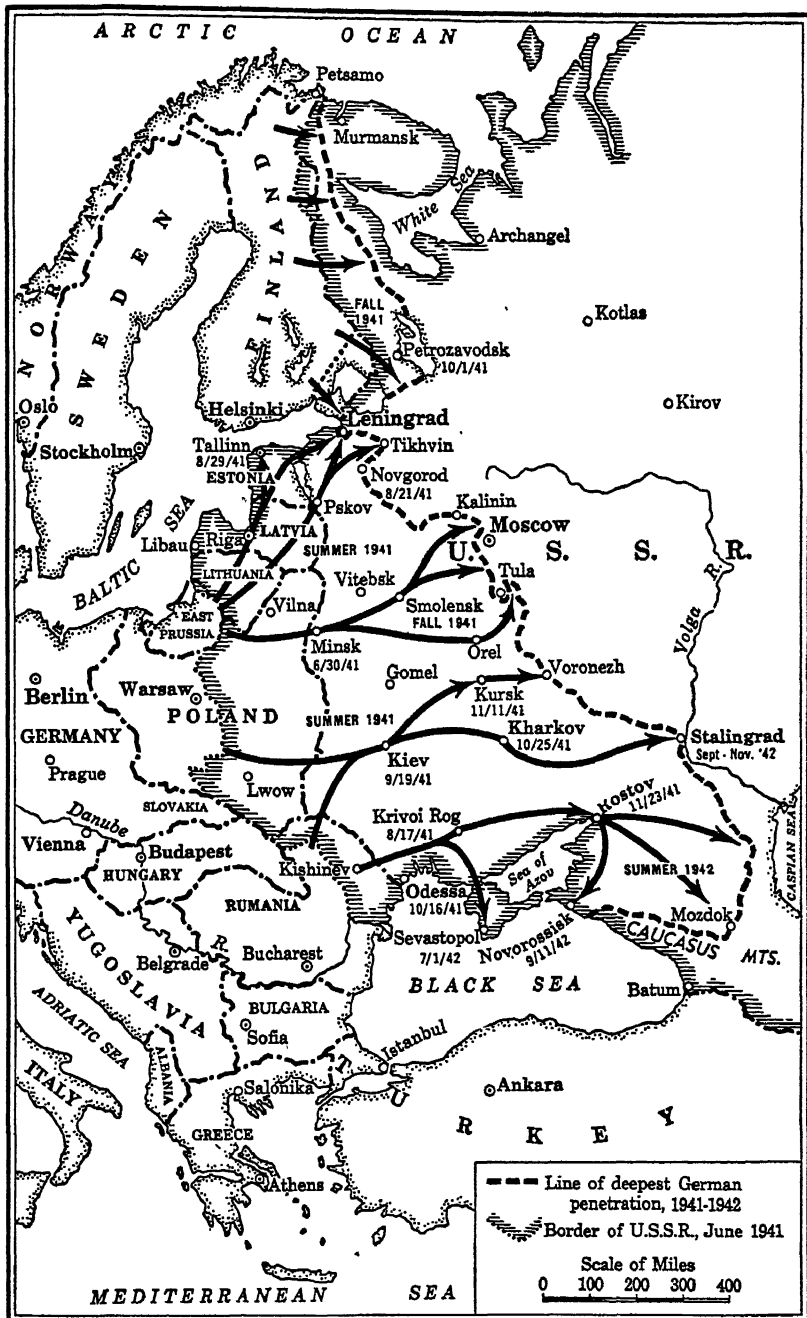 ARCTIC OCEAN
Petsamo
Murmansk
White Sea
Archangel
NORWAY
SWEDEN
FINLAND
FALL
1941
Kotlas
Petrozavodsk
10/1/41
Kirov
Oslo
Helsinki
Leningrad
Stockholm
Tallinn
8/29/41
ESTONIA
Tikhvin
Novgorod
8/21/41
Pskov
Kalinin
Moscow
BALTIC SEA
Libau
Riga
LATVIA
SUMMER 1941
U. S. S. R.
LITHUANIA
Vitebsk
Tula
Volga R.
EAST
PRUSSIA
Vilna
Smolensk
FALL 1941
Minsk
6/30/41
Orel
Berlin
Warsaw
Gomel
Voronezh
POLAND
SUMMER 1941
Kursk
11/11/41
GERMANY
Kharkov
10/25/41
Stalingrad
Sept - Nov. '42
Prague
Kiev
9/19/41
Lwow
SLOVAKIA
Danube
Krivoi Rog
8/17/41
Rostov
11/23/41
CASPIAN SEA
Vienna
Budapest
HUNGARY
Kishinev
Sea of
Azov
SUMMER 1942
RUMANIA
Odessa
10/16/41
Mozdok
YUGOSLAVIA
R.
Sevastopol
7/1/42
Novorossisk
9/11/42
CAUCASUS
MTS.
Belgrade
Bucharest
BLACK SEA
Batum
ADRIATIC SEA
BULGARIA
Sofia
Istanbul
ITALY
ALBANIA
Salonika
TURKEY
Ankara
GREECE
Athens
Line of deepest German
penetration, 1941-1942
Border of U.S.S.R., June 1941
Scale of Miles
0 100 200 300 400
MEDITERRANEAN SEA